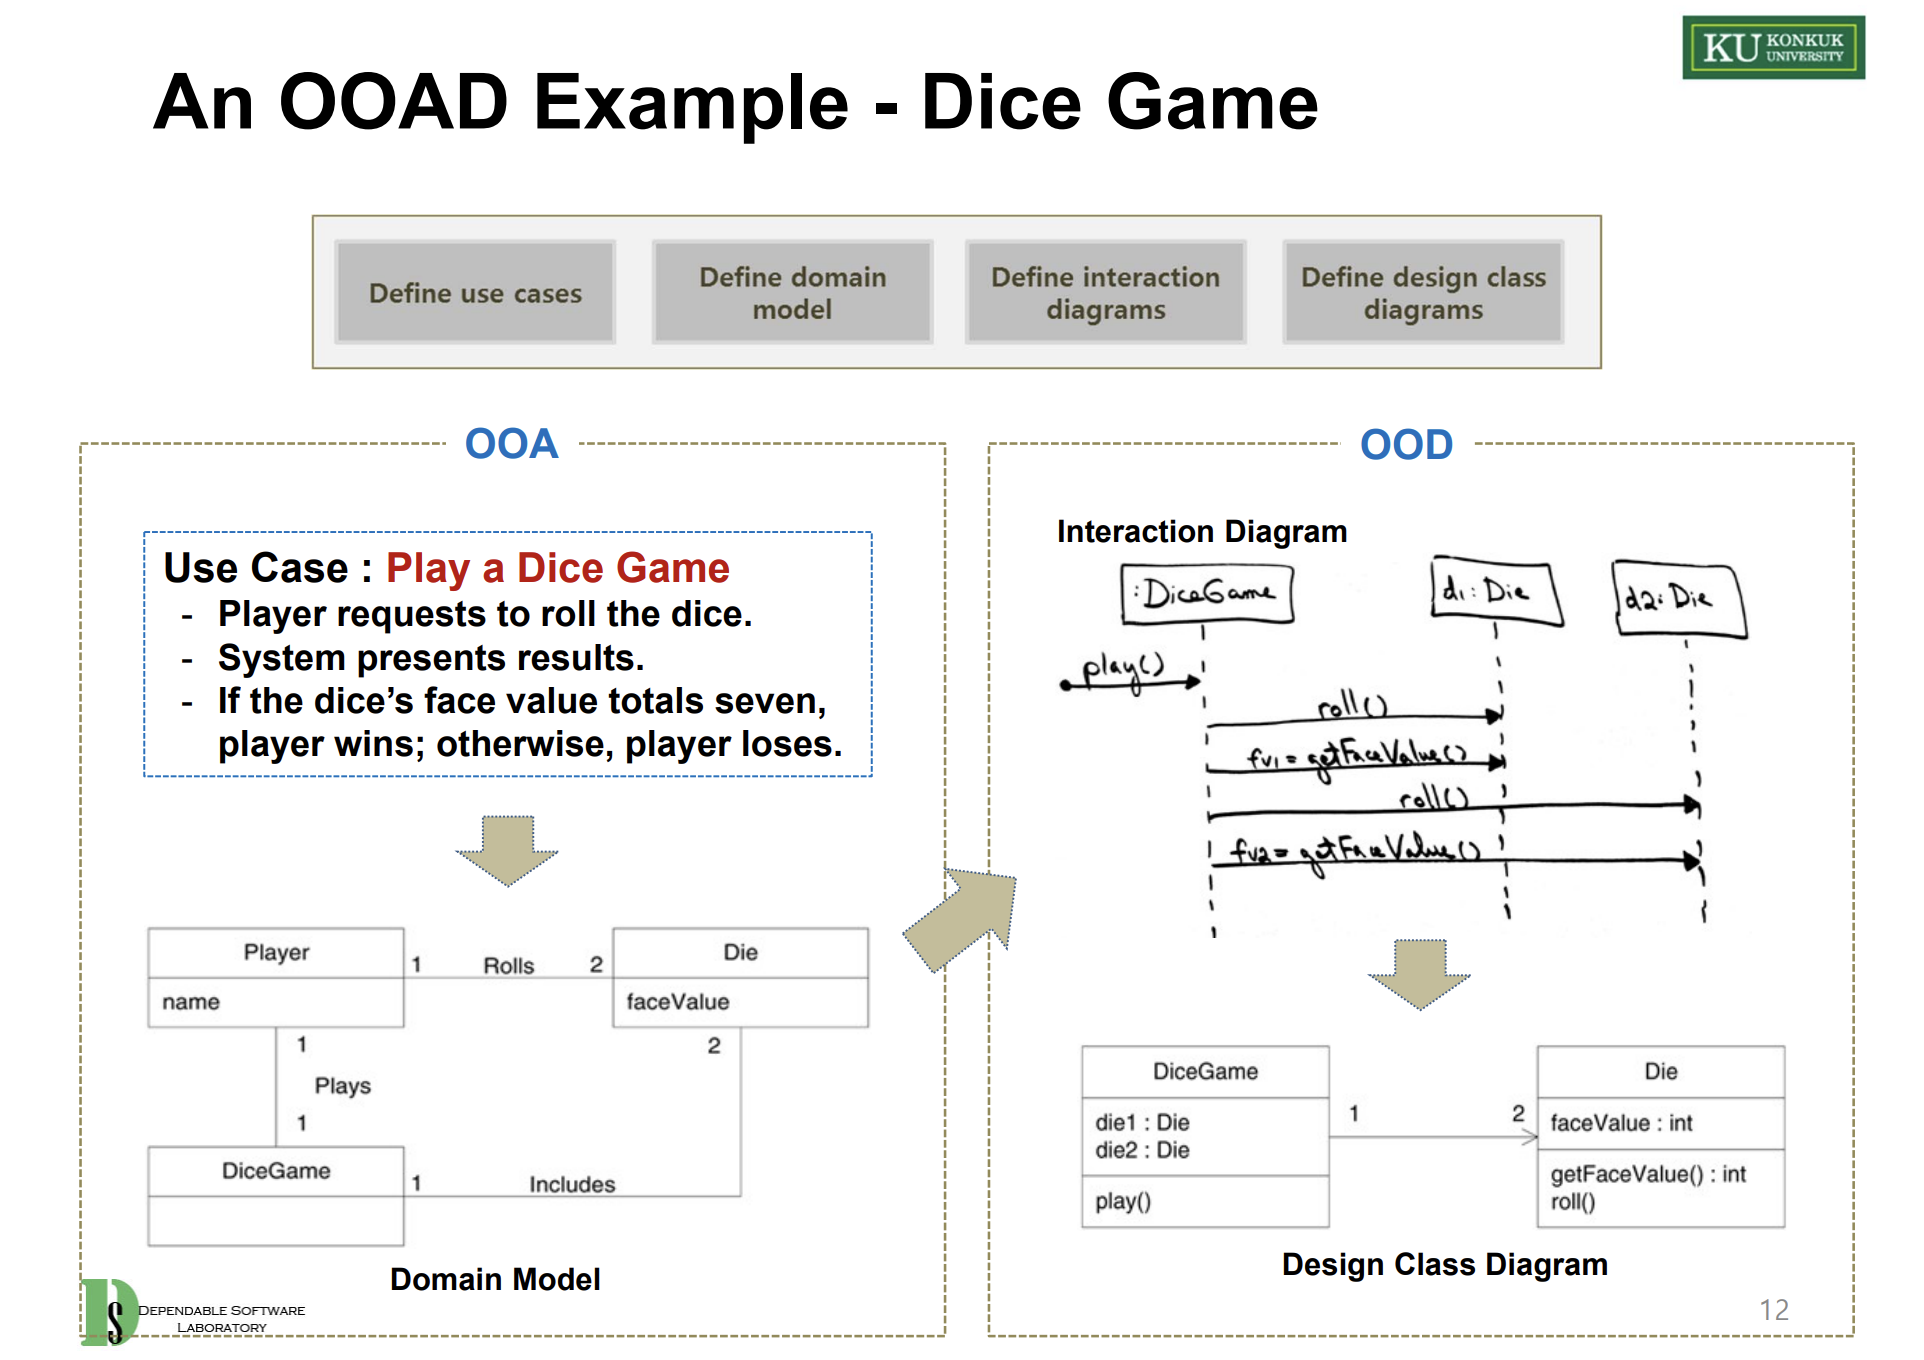 KU KONKUK
UNIVERSITY
An OOAD Example - Dice Game
Define use cases
Define domain
model
Define interaction
diagrams
Define design class
diagrams
OOA
Use Case : Play a Dice Game
- Player requests to roll the dice.
- System presents results.
- If the dice’s face value totals seven,
player wins; otherwise, player loses.
Player
name
1 Rolls 2
Die
faceValue
1
Plays
1
2
DiceGame
1 Includes
Domain Model
OOD
Interaction Diagram
:DiceGame
d1:Die
d2:Die
play()
roll()
fv1=getFaceValue()
roll()
fv2=getFaceValue()
DiceGame
die1 : Die
die2 : Die
play()
1 2
Die
faceValue : int
getFaceValue() : int
roll()
Design Class Diagram
DS
DEPENDABLE SOFTWARE
LABORATORY
12